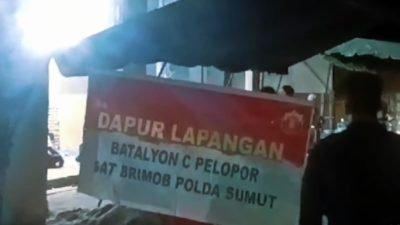 DAPUR LAPANGAN
BATALYON C PELOPOR
SAT BRIMOB POLDA SUMUT